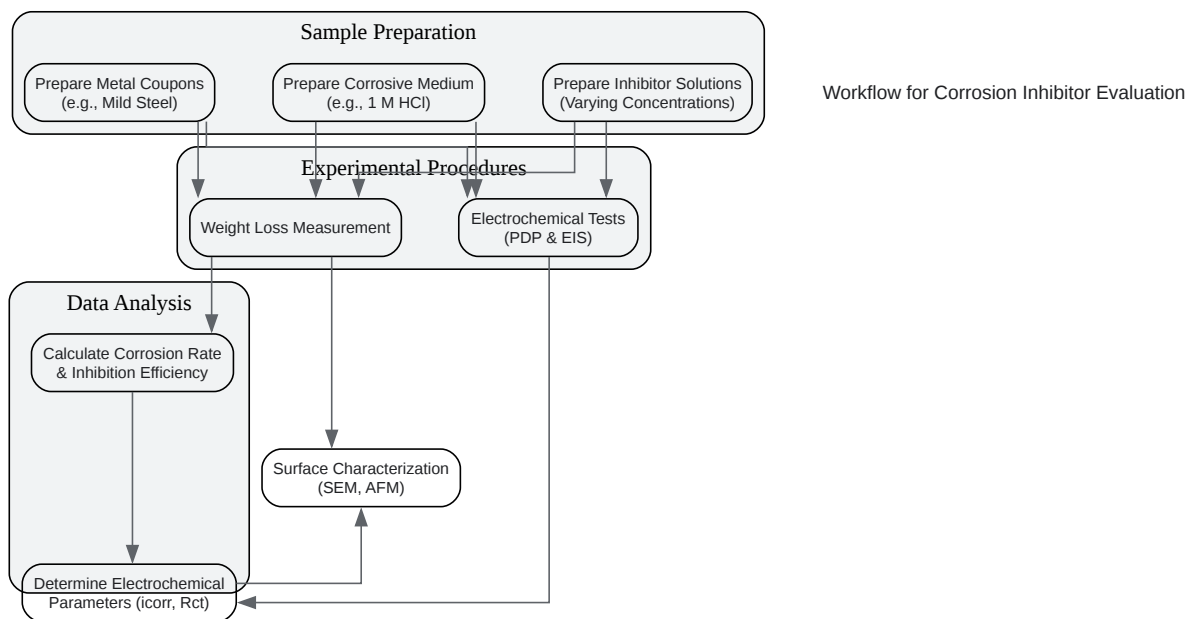 Sample Preparation
Prepare Metal Coupons
(e.g., Mild Steel)
Prepare Corrosive Medium
(e.g., 1 M HCl)
Prepare Inhibitor Solutions
(Varying Concentrations)
Workflow for Corrosion Inhibitor Evaluation
Experimental Procedures
Weight Loss Measurement
Electrochemical Tests
(PDP & EIS)
Data Analysis
Calculate Corrosion Rate
& Inhibition Efficiency
Surface Characterization
(SEM, AFM)
Determine Electrochemical
Parameters (icorr, Rct)